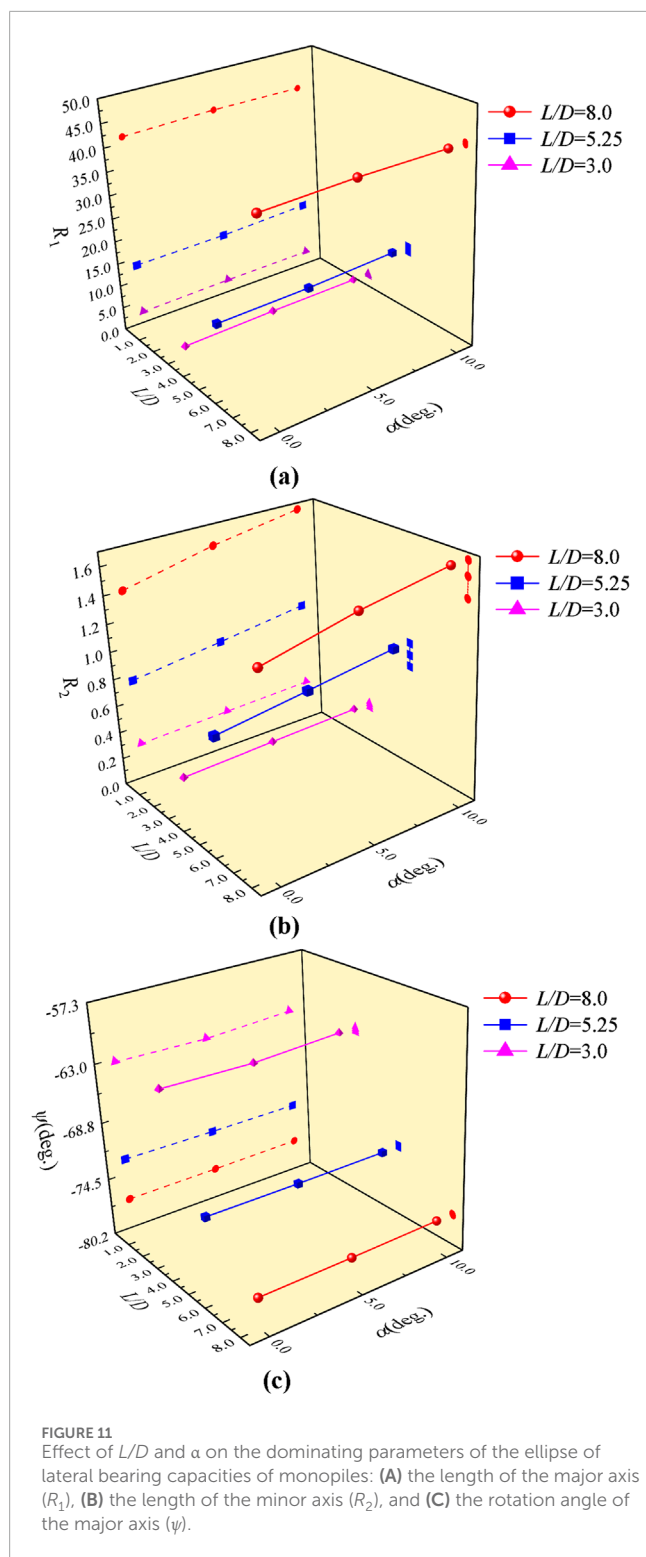 50.0
45.0
40.0
35.0
30.0
25.0
20.0
15.0
10.0
5.0
0.0
R1
1.0
2.0
3.0
4.0
5.0
6.0
7.0
8.0
L/D
0.0
5.0
10.0
α(deg.)
L/D=8.0
L/D=5.25
L/D=3.0
(a)
1.6
1.4
1.2
1.0
0.8
0.6
0.4
0.2
0.0
R2
1.0
2.0
3.0
4.0
5.0
6.0
7.0
8.0
L/D
0.0
5.0
10.0
α(deg.)
L/D=8.0
L/D=5.25
L/D=3.0
(b)
-57.3
-63.0
-68.8
-74.5
-80.2
ψ(deg.)
1.0
2.0
3.0
4.0
5.0
6.0
7.0
8.0
L/D
0.0
5.0
10.0
α(deg.)
L/D=8.0
L/D=5.25
L/D=3.0
(c)
FIGURE 11
Effect of L/D and α on the dominating parameters of the ellipse of
lateral bearing capacities of monopiles: (A) the length of the major axis
(R1), (B) the length of the minor axis (R2), and (C) the rotation angle of
the major axis (ψ).